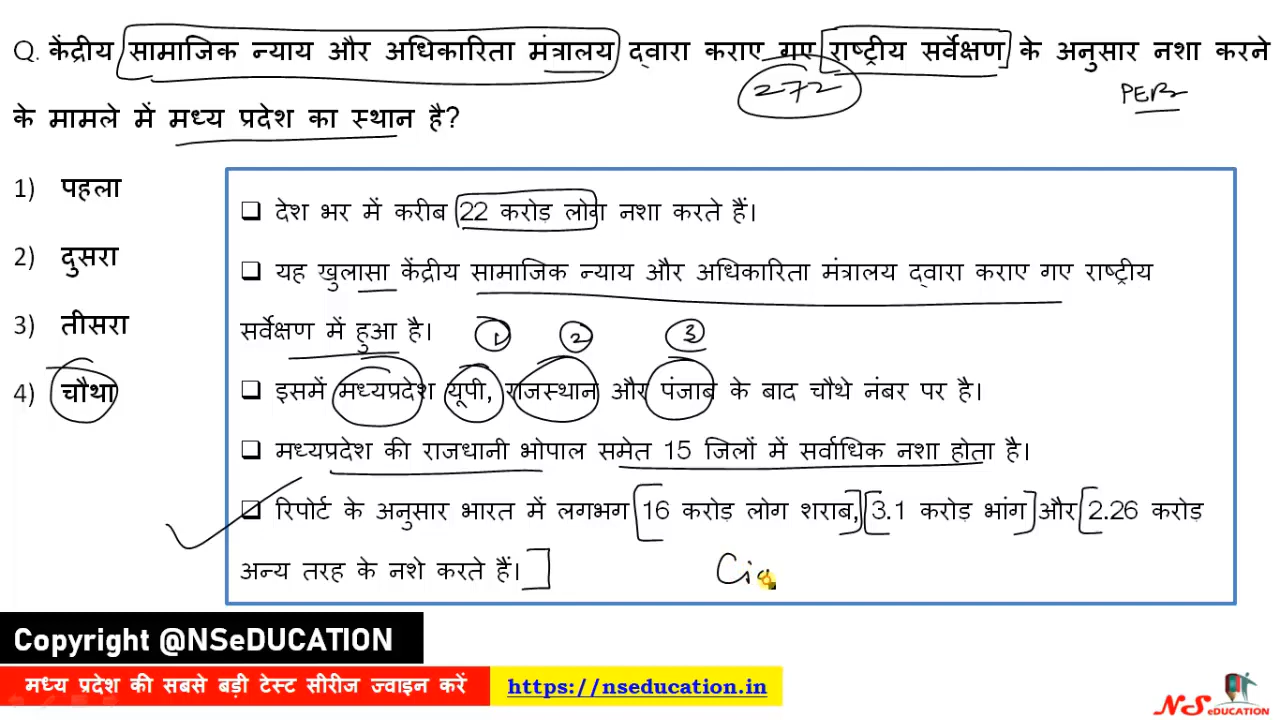 Q. केंद्रीय सामाजिक न्याय और अधिकारिता मंत्रालय द्वारा कराए गए राष्ट्रीय सर्वेक्षण के अनुसार नशा करने
272
के मामले में मध्य प्रदेश का स्थान है?
1) पहला
2) दुसरा
3) तीसरा
4) चौथा
❑ देश भर में करीब 22 करोड़ लोग नशा करते हैं।
❑ यह खुलासा केंद्रीय सामाजिक न्याय और अधिकारिता मंत्रालय द्वारा कराए गए राष्ट्रीय
सर्वेक्षण में हुआ है।
1 2 3
❑ इसमें मध्यप्रदेश यूपी, राजस्थान और पंजाब के बाद चौथे नंबर पर है।
❑ मध्यप्रदेश की राजधानी भोपाल समेत 15 जिलों में सर्वाधिक नशा होता है।
❑ रिपोर्ट के अनुसार भारत में लगभग 16 करोड़ लोग शराब, 3.1 करोड़ भांग और 2.26 करोड़
अन्य तरह के नशे करते हैं।
Copyright @NSeDUCATION
मध्य प्रदेश की सबसे बड़ी टेस्ट सीरीज ज्वाइन करें
https://nseducation.in
NS eDUCATION